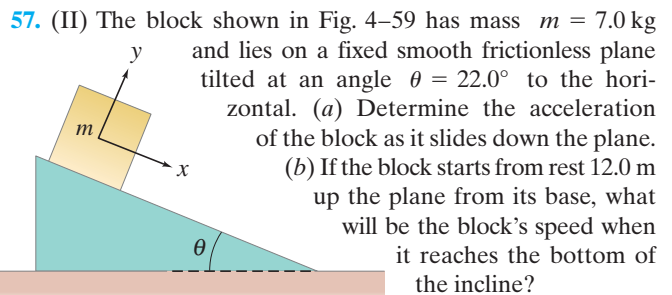 57. (II) The block shown in Fig. 4–59 has mass m = 7.0 kg
and lies on a fixed smooth frictionless plane
tilted at an angle θ = 22.0° to the hori-
zontal. (a) Determine the acceleration
of the block as it slides down the plane.
(b) If the block starts from rest 12.0 m
up the plane from its base, what
will be the block's speed when
it reaches the bottom of
the incline?
y
m
x
θ